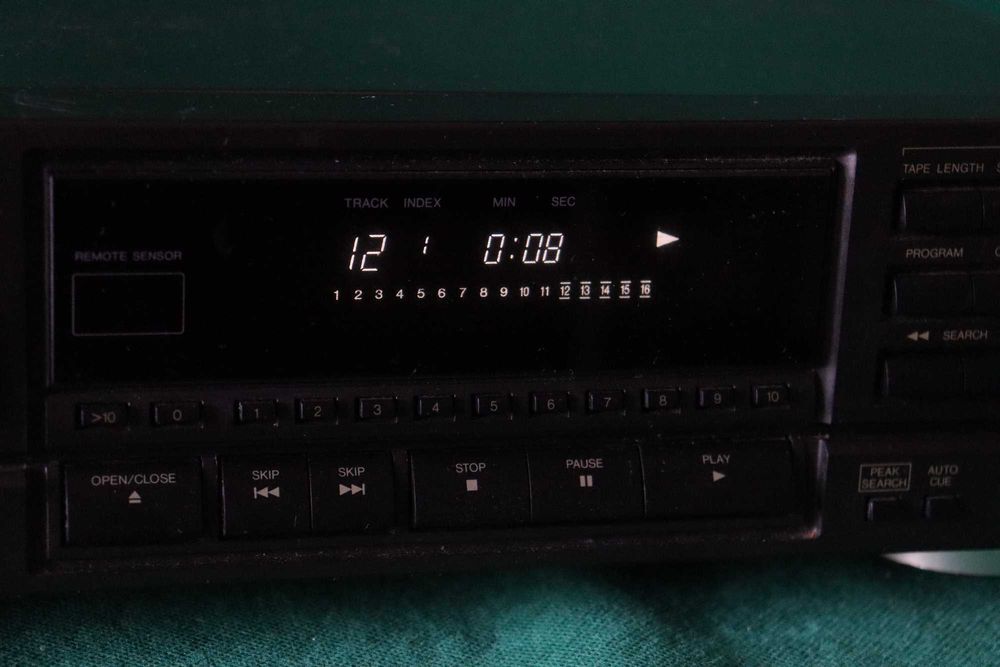 TAPE LENGTH
TRACK INDEX MIN SEC
12 1 0:08
REMOTE SENSOR
PROGRAM
1 2 3 4 5 6 7 8 9 10 11 12 13 14 15 16
SEARCH
>10 0 1 2 3 4 5 6 7 8 9 10
OPEN/CLOSE
SKIP
SKIP
STOP
PAUSE
PLAY
PEAK
SEARCH
AUTO
CUE